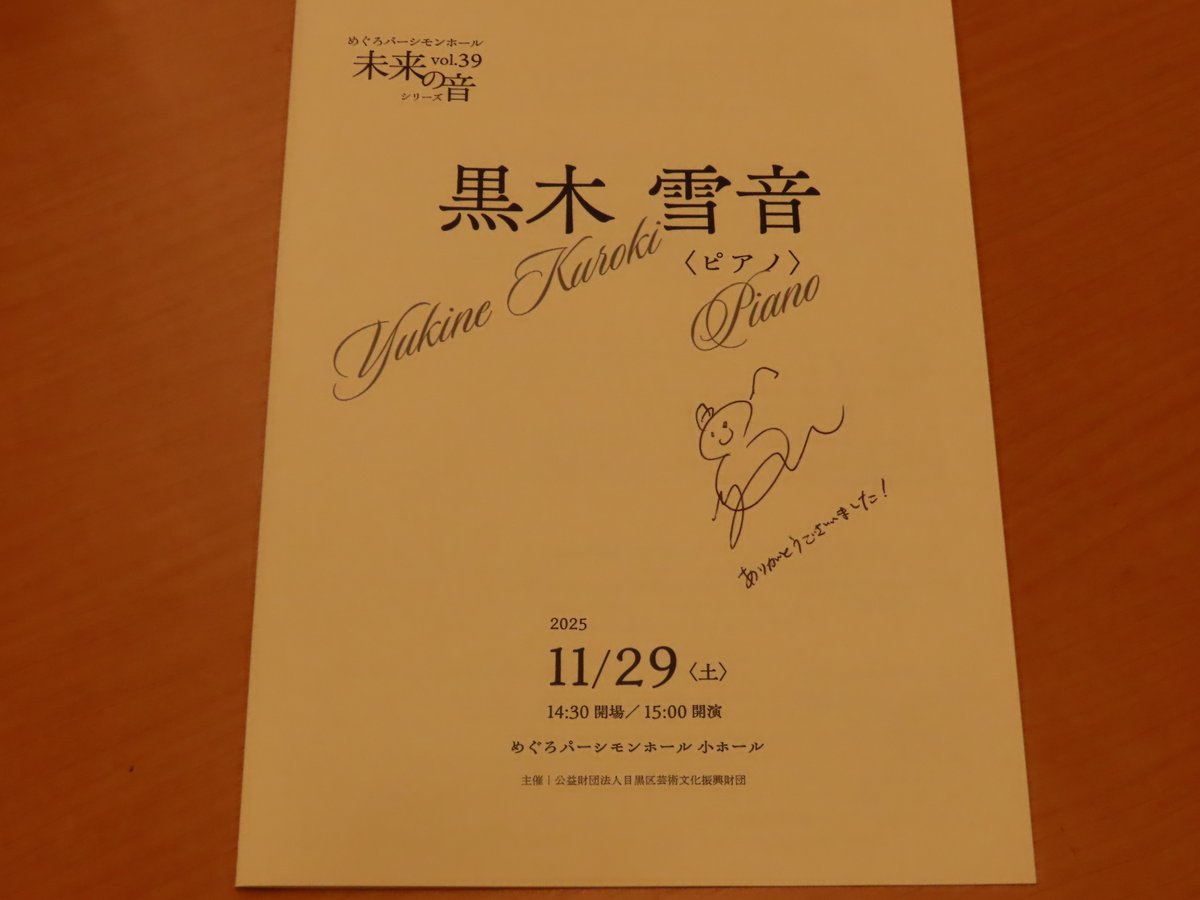 めぐろパーシモンホール
未来の音 vol.39
シリーズ
黒木 雪音
〈ピアノ〉
Yukine Kuroki
Piano
ありがとうございました!
2025
11/29〈土〉
14:30 開場／15:00 開演
めぐろパーシモンホール 小ホール
主催｜公益財団法人目黒区芸術文化振興財団